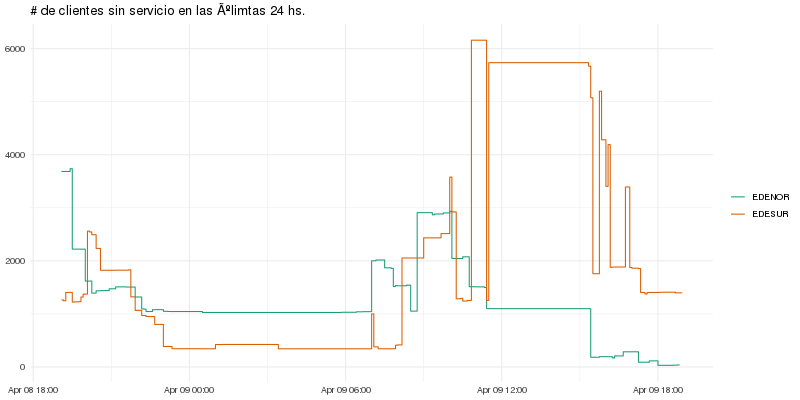 # de clientes sin servicio en las Ãºlimtas 24 hs.
6000
4000
2000
0
Apr 08 18:00
Apr 09 00:00
Apr 09 06:00
Apr 09 12:00
Apr 09 18:00
EDENOR
EDESUR